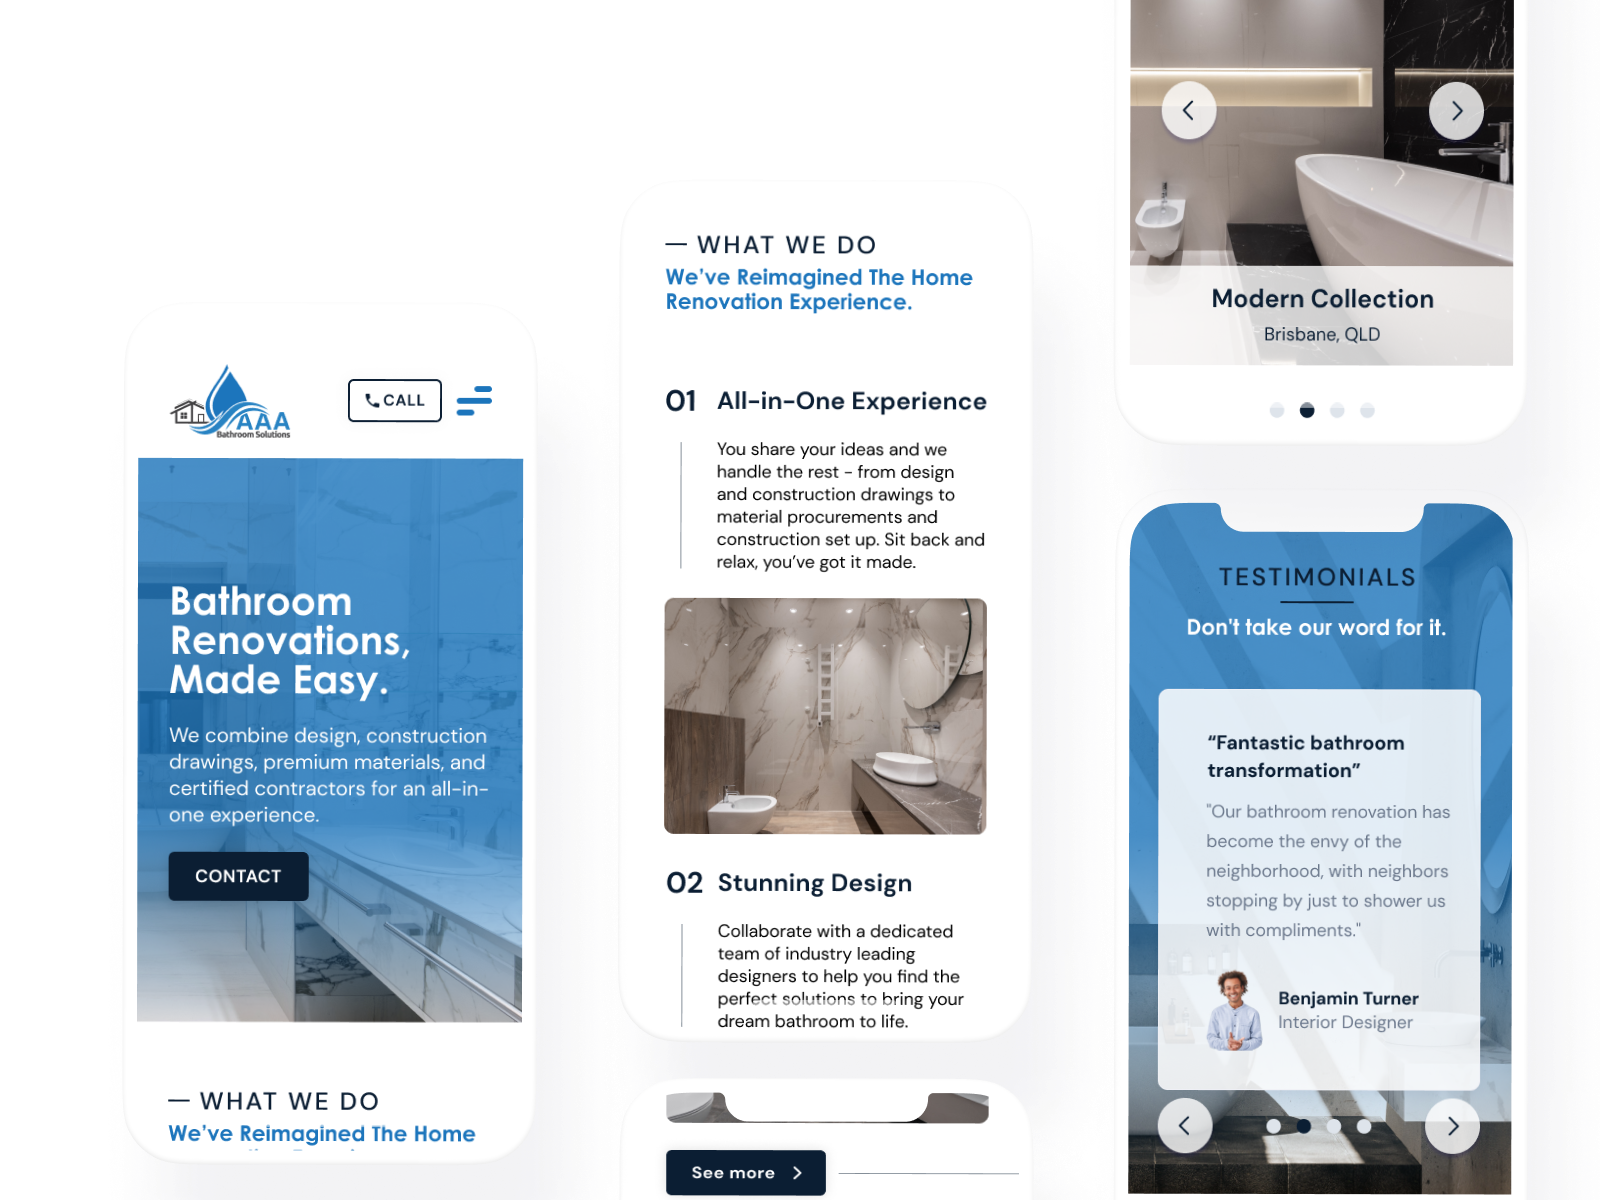 AAA
Bathroom Solutions
CALL
Bathroom
Renovations,
Made Easy.
We combine design, construction
drawings, premium materials, and
certified contractors for an all-in-
one experience.
CONTACT
— WHAT WE DO
We’ve Reimagined The Home
— WHAT WE DO
We’ve Reimagined The Home
Renovation Experience.
01 All-in-One Experience
You share your ideas and we
handle the rest - from design
and construction drawings to
material procurements and
construction set up. Sit back and
relax, you’ve got it made.
02 Stunning Design
Collaborate with a dedicated
team of industry leading
designers to help you find the
perfect solutions to bring your
dream bathroom to life.
See more
Modern Collection
Brisbane, QLD
TESTIMONIALS
Don't take our word for it.
“Fantastic bathroom
transformation”
"Our bathroom renovation has
become the envy of the
neighborhood, with neighbors
stopping by just to shower us
with compliments."
Benjamin Turner
Interior Designer